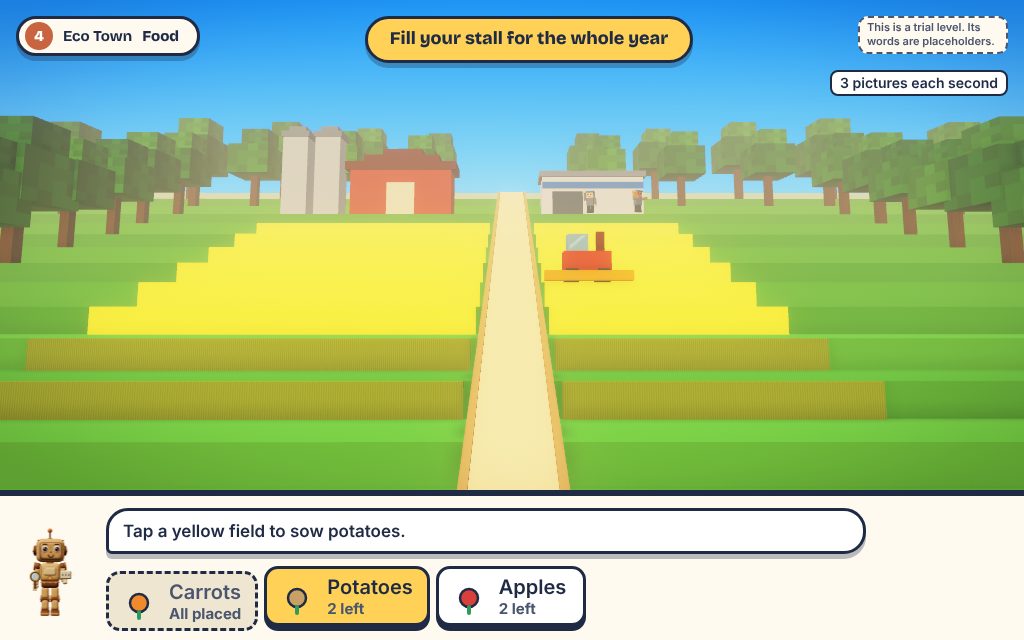 4 Eco Town Food
Fill your stall for the whole year
This is a trial level. Its
words are placeholders.
3 pictures each second
Tap a yellow field to sow potatoes.
Carrots
All placed
Potatoes
2 left
Apples
2 left